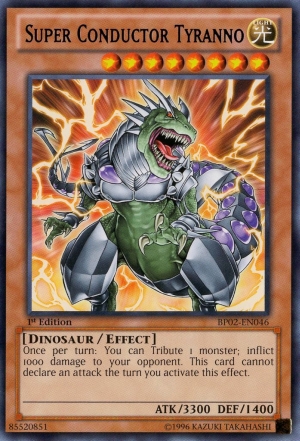 SUPER CONDUCTOR TYRANNO
LIGHT
光
1st Edition
BP02-EN046
[DINOSAUR / EFFECT]
Once per turn: You can Tribute 1 monster; inflict
1000 damage to your opponent. This card cannot
declare an attack the turn you activate this effect.
ATK/3300 DEF/1400
85520851
©1996 KAZUKI TAKAHASHI